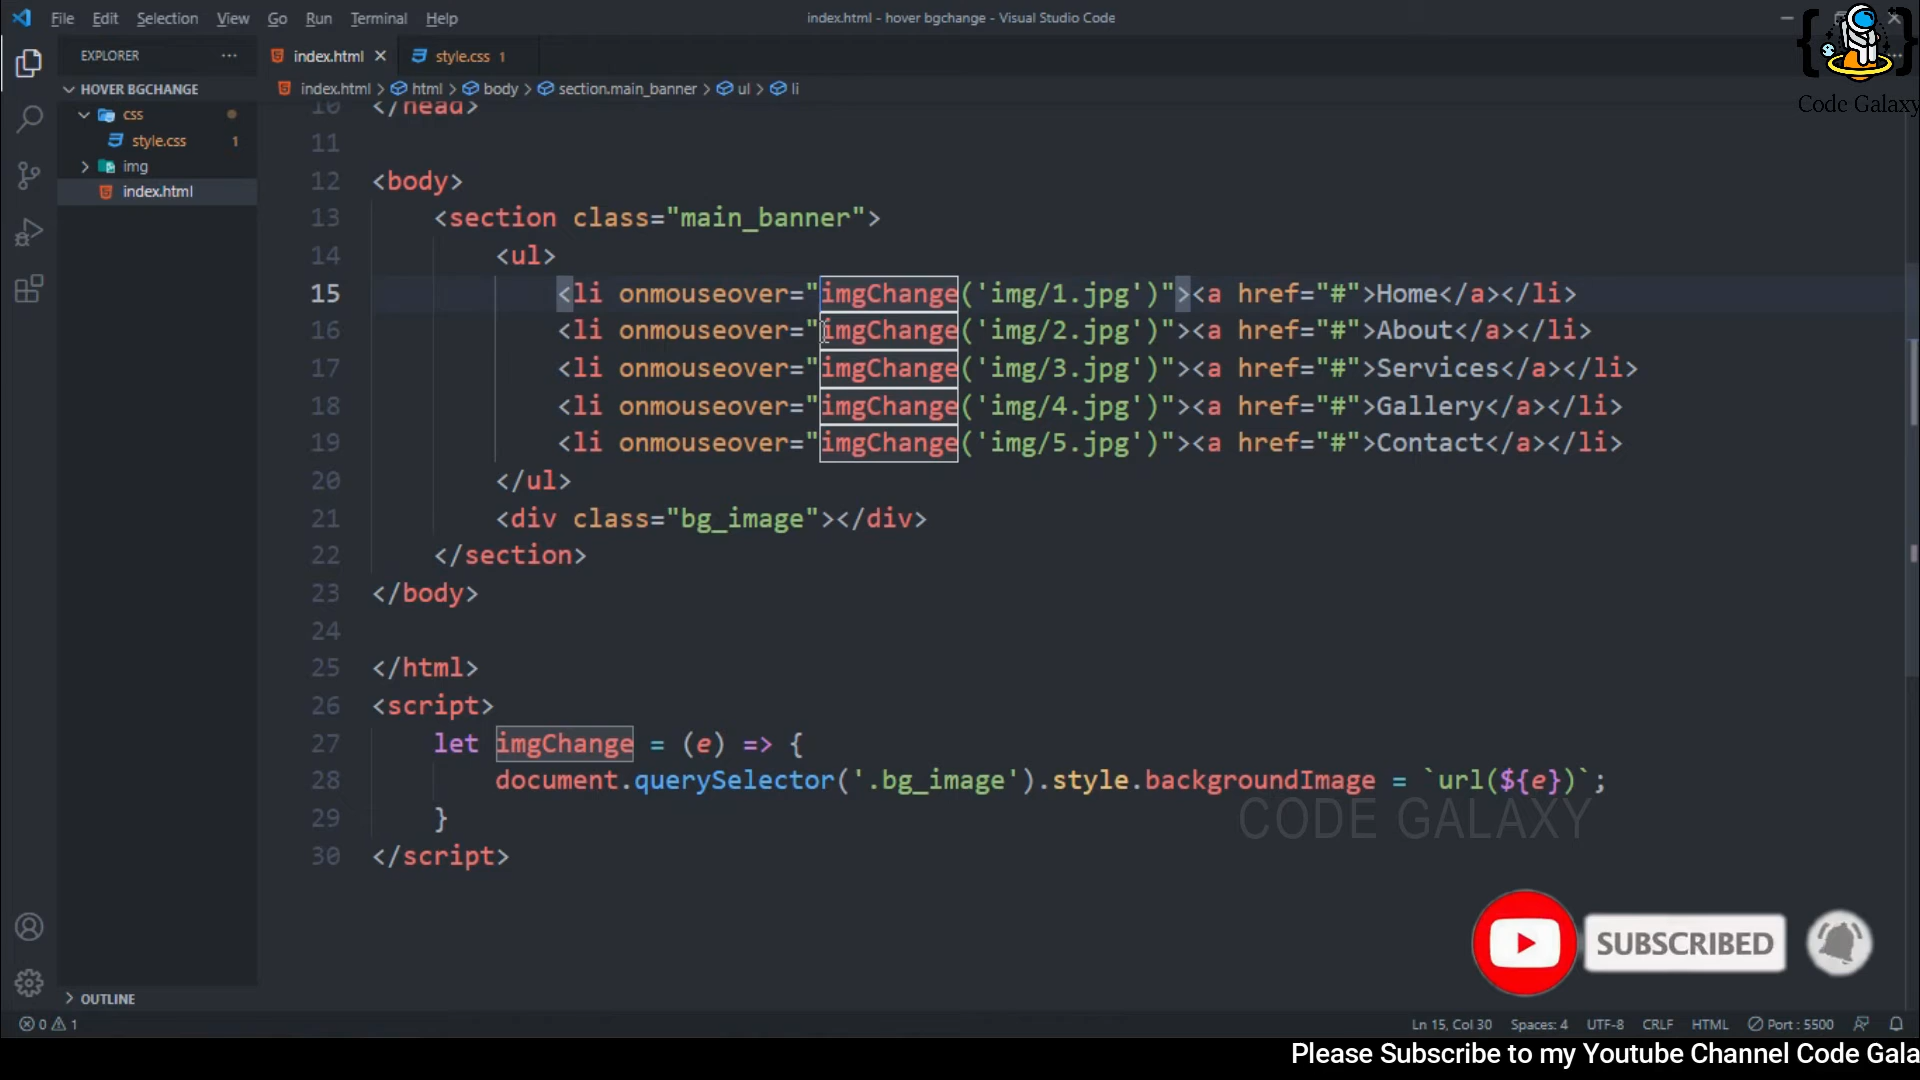 File Edit Selection View Go Run Terminal Help
index.html - hover bgchange - Visual Studio Code
Code Galaxy
EXPLORER
index.html
style.css 1
HOVER BGCHANGE
css
style.css 1
img
index.html
index.html > html > body > section.main_banner > ul > li
10 </head>
11
12 <body>
13 <section class="main_banner">
14 <ul>
15 <li onmouseover="imgChange('img/1.jpg')"><a href="#">Home</a></li>
16 <li onmouseover="imgChange('img/2.jpg')"><a href="#">About</a></li>
17 <li onmouseover="imgChange('img/3.jpg')"><a href="#">Services</a></li>
18 <li onmouseover="imgChange('img/4.jpg')"><a href="#">Gallery</a></li>
19 <li onmouseover="imgChange('img/5.jpg')"><a href="#">Contact</a></li>
20 </ul>
21 <div class="bg_image"></div>
22 </section>
23 </body>
24
25 </html>
26 <script>
27 let imgChange = (e) => {
28 document.querySelector('.bg_image').style.backgroundImage = `url(${e})`;
29 }
30 </script>
CODE GALAXY
SUBSCRIBED
OUTLINE
0 1
Ln 15, Col 30 Spaces: 4 UTF-8 CRLF HTML Port : 5500
Please Subscribe to my Youtube Channel Code Gala